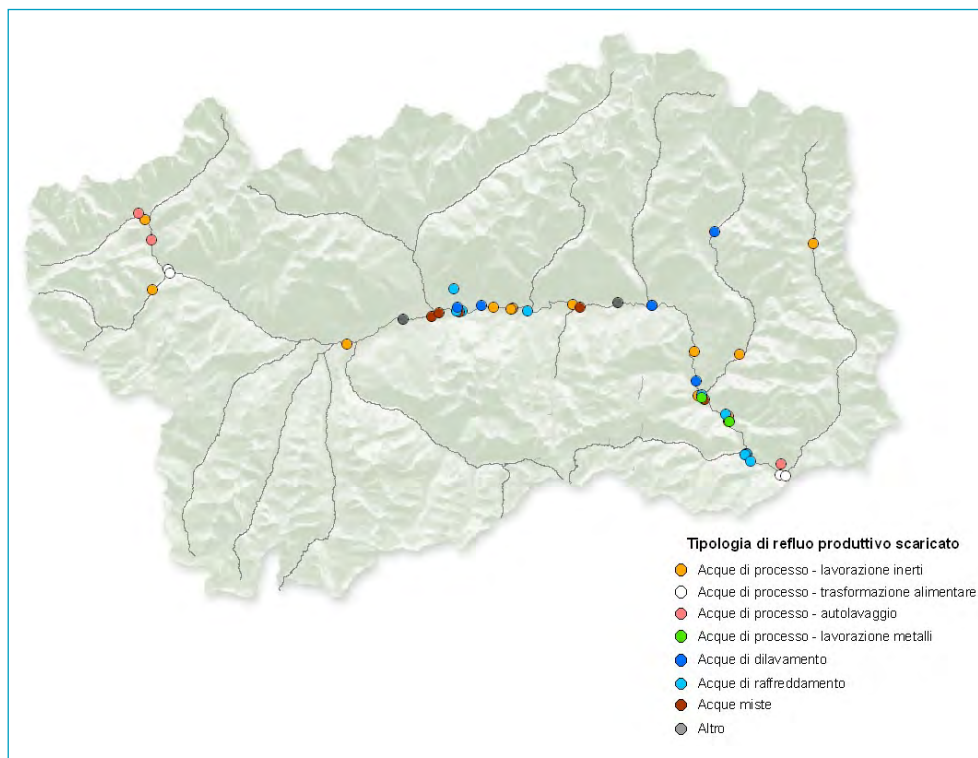 Tipologia di refluo produttivo scaricato
Acque di processo - lavorazione inerti
Acque di processo - trasformazione alimentare
Acque di processo - autolavaggio
Acque di processo - lavorazione metalli
Acque di dilavamento
Acque di raffreddamento
Acque miste
Altro